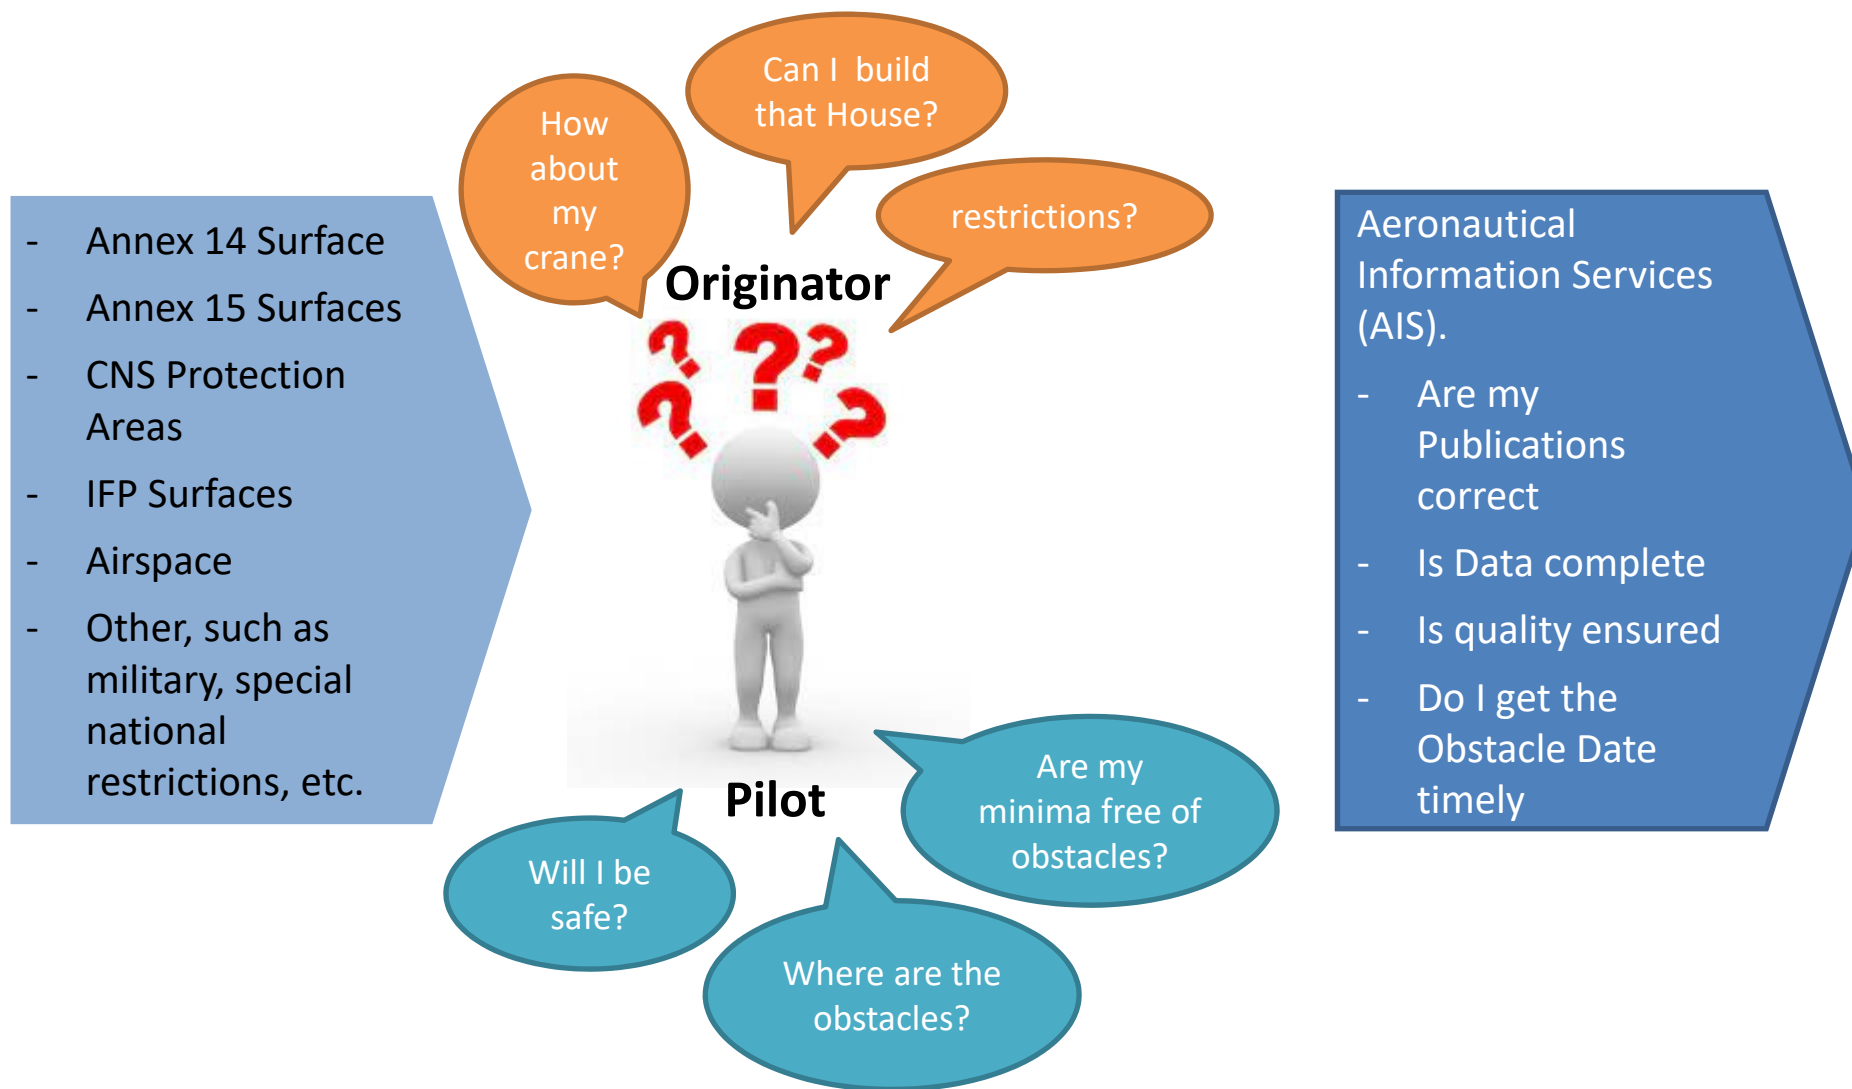 - Annex 14 Surface
- Annex 15 Surfaces
- CNS Protection
Areas
- IFP Surfaces
- Airspace
- Other, such as
military, special
national
restrictions, etc.
How
about
my
crane?
Can I build
that House?
restrictions?
Originator
? ? ? ? ?
Pilot
Will I be
safe?
Where are the
obstacles?
Are my
minima free of
obstacles?
Aeronautical
Information Services
(AIS).
- Are my
Publications
correct
- Is Data complete
- Is quality ensured
- Do I get the
Obstacle Date
timely